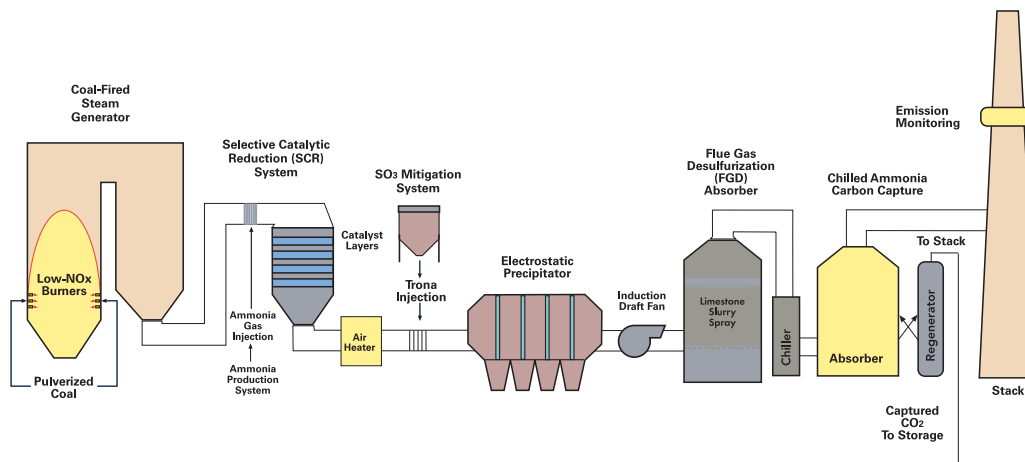 Coal-Fired
Steam
Generator
Low-NOx
Burners
Pulverized
Coal
Selective Catalytic
Reduction (SCR)
System
Catalyst
Layers
Ammonia
Gas
Injection
Ammonia
Production
System
Air
Heater
SO3 Mitigation
System
Trona
Injection
Electrostatic
Precipitator
Induction
Draft Fan
Flue Gas
Desulfurization
(FGD)
Absorber
Limestone
Slurry
Spray
Chiller
Chilled Ammonia
Carbon Capture
Absorber
To Stack
Regenerator
Captured
CO2
To Storage
Emission
Monitoring
Stack